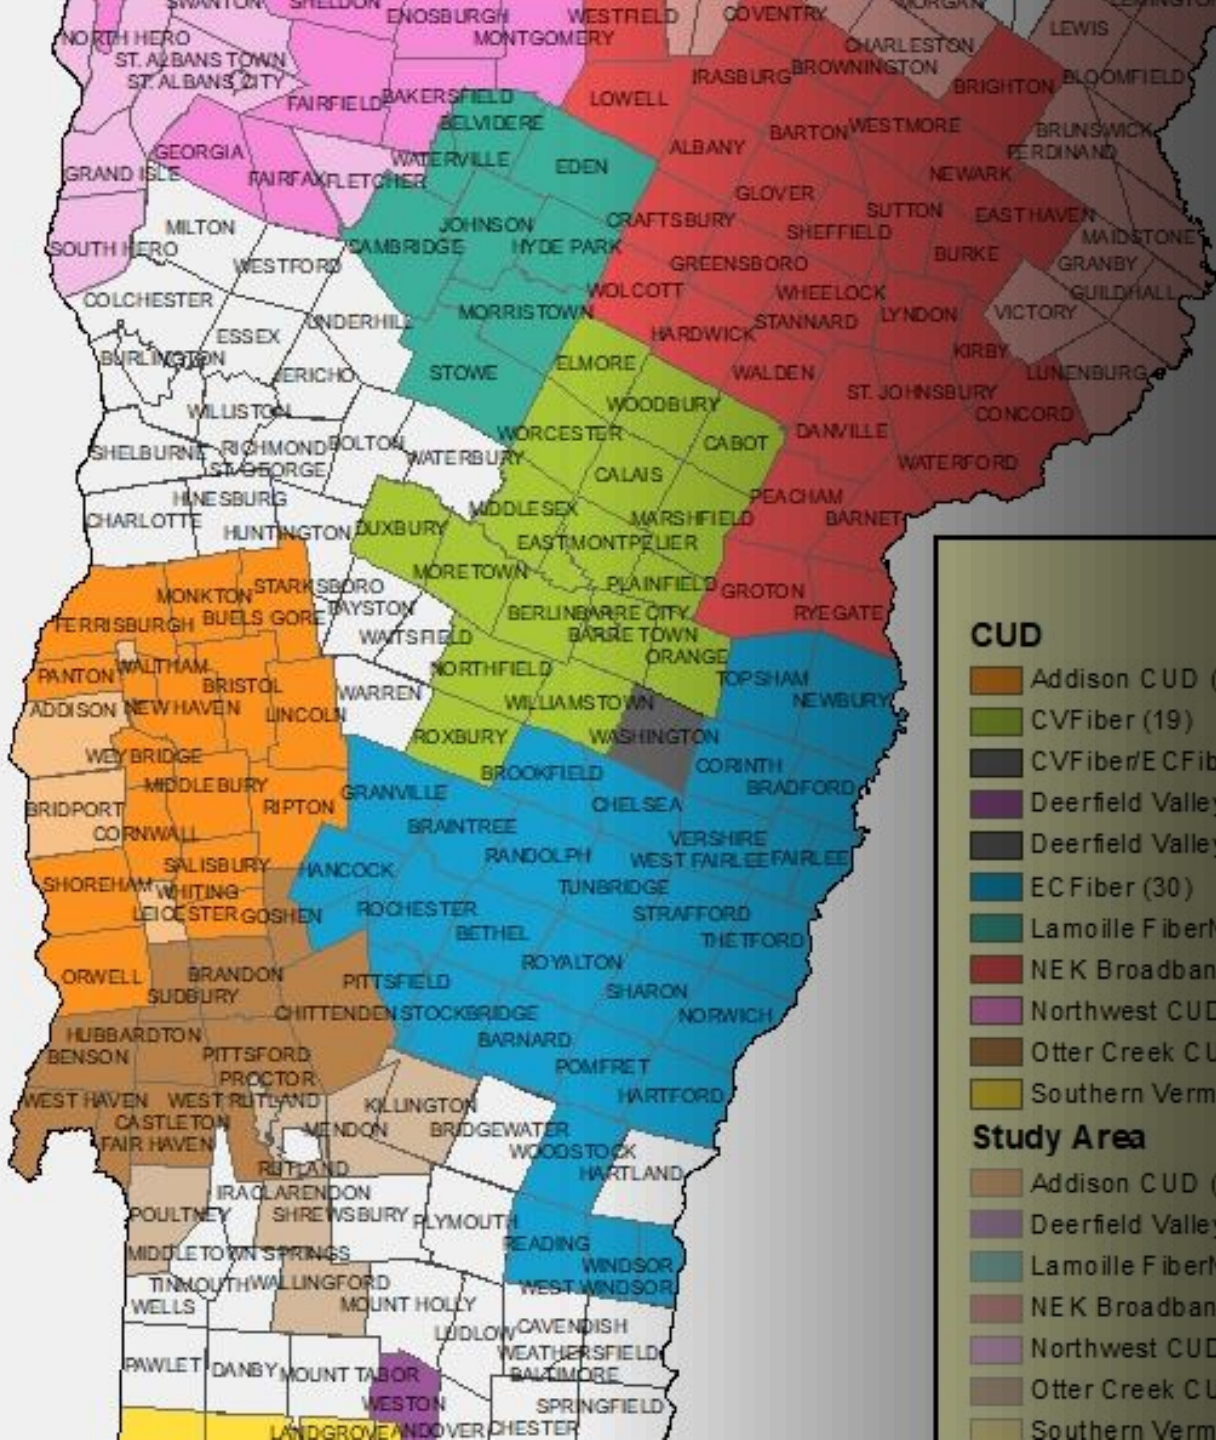 SWANTON
SHELDON
ENOSBURGH
WESTFIELD
COVENTRY
MORGAN
LEMINGTON
NORTH HERO
MONTGOMERY
LEWIS
ST. ALBANS TOWN
CHARLESTON
ST. ALBANS CITY
IRASBURG
BROWNINGTON
BLOOMFIELD
FAIRFIELD
BAKERSFIELD
LOWELL
BRIGHTON
BELVIDERE
BARTON
WESTMORE
BRUNSWICK
GEORGIA
WATERVILLE
EDEN
ALBANY
FERDINAND
GRAND ISLE
FAIRFAX
FLETCHER
GLOVER
NEWARK
MILTON
JOHNSON
CRAFTSBURY
SUTTON
EAST HAVEN
SOUTH HERO
CAMBRIDGE
HYDE PARK
SHEFFIELD
MAIDSTONE
WESTFORD
GREENSBORO
BURKE
GRANBY
COLCHESTER
WOLCOTT
WHEELOCK
GUILDHALL
UNDERHILL
MORRISTOWN
STANNARD
LYNDON
VICTORY
ESSEX
HARDWICK
BURLINGTON
ELMORE
KIRBY
JERICHO
STOWE
WALDEN
LUNENBURG
WILLISTON
WOODBURY
ST. JOHNSBURY
CONCORD
SHELBURNE
RICHMOND
BOLTON
WORCESTER
CABOT
DANVILLE
ST. GEORGE
WATERBURY
CALAIS
WATERFORD
HINESBURG
MIDDLESEX
PEACHAM
CHARLOTTE
HUNTINGTON
DUXBURY
MARSHFIELD
BARNET
EAST MONTPELIER
MORETOWN
PLAINFIELD
GROTON
MONKTON
STARKSBORO
FAYSTON
BERLIN
BARRE CITY
RYEGATE
FERRISBURGH
BUELS GORE
WAITSFIELD
BARRE TOWN
PANTON
WALTHAM
NORTHFIELD
ORANGE
TOPSHAM
BRISTOL
WARREN
WILLIAMSTOWN
NEWBURY
ADDISON
NEW HAVEN
LINCOLN
ROXBURY
WASHINGTON
WEYBRIDGE
BROOKFIELD
CORINTH
MIDDLEBURY
GRANVILLE
CHELSEA
BRADFORD
BRIDPORT
RIPTON
CORNWALL
BRAINTREE
VERSHIRE
SALISBURY
HANCOCK
RANDOLPH
WEST FAIRLEE
FAIRLEE
SHOREHAM
WHITING
TUNBRIDGE
LEICESTER
GOSHEN
ROCHESTER
STRAFFORD
BETHEL
THETFORD
ORWELL
BRANDON
PITTSFIELD
ROYALTON
SUDBURY
SHARON
CHITTENDEN
STOCKBRIDGE
NORWICH
HUBBARDTON
BARNARD
BENSON
PITTSFORD
POMFRET
PROCTOR
HARTFORD
WEST HAVEN
WEST RUTLAND
KILLINGTON
CASTLETON
MENDON
BRIDGEWATER
FAIR HAVEN
WOODSTOCK
RUTLAND
HARTLAND
IRA
CLARENDON
POULTNEY
SHREWSBURY
PLYMOUTH
MIDDLETOWN SPRINGS
READING
WINDSOR
TINMOUTH
WALLINGFORD
WEST WINDSOR
WELLS
MOUNT HOLLY
LUDLOW
CAVENDISH
WEATHERSFIELD
PAWLET
DANBY
MOUNT TABOR
BALTIMORE
WESTON
SPRINGFIELD
LANDGROVE
ANDOVER
CHESTER
CUD
Addison CUD (
CVFiber (19)
CVFiber/ECFib
Deerfield Valley
Deerfield Valley
ECFiber (30)
Lamoille FiberN
NEK Broadban
Northwest CUD
Otter Creek CU
Southern Verm
Study Area
Addison CUD (
Deerfield Valley
Lamoille FiberN
NEK Broadban
Northwest CUD
Otter Creek CU
Southern Verm